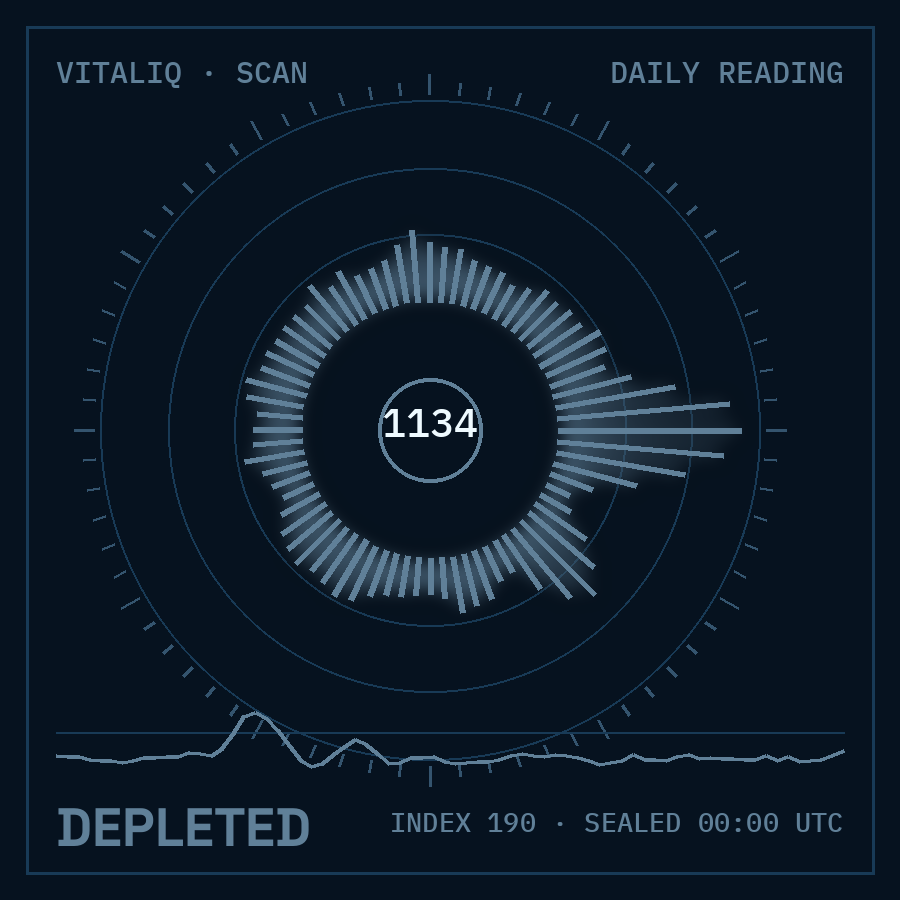 VITALIQ · SCAN
DAILY READING
1134
DEPLETED
INDEX 190 · SEALED 00:00 UTC